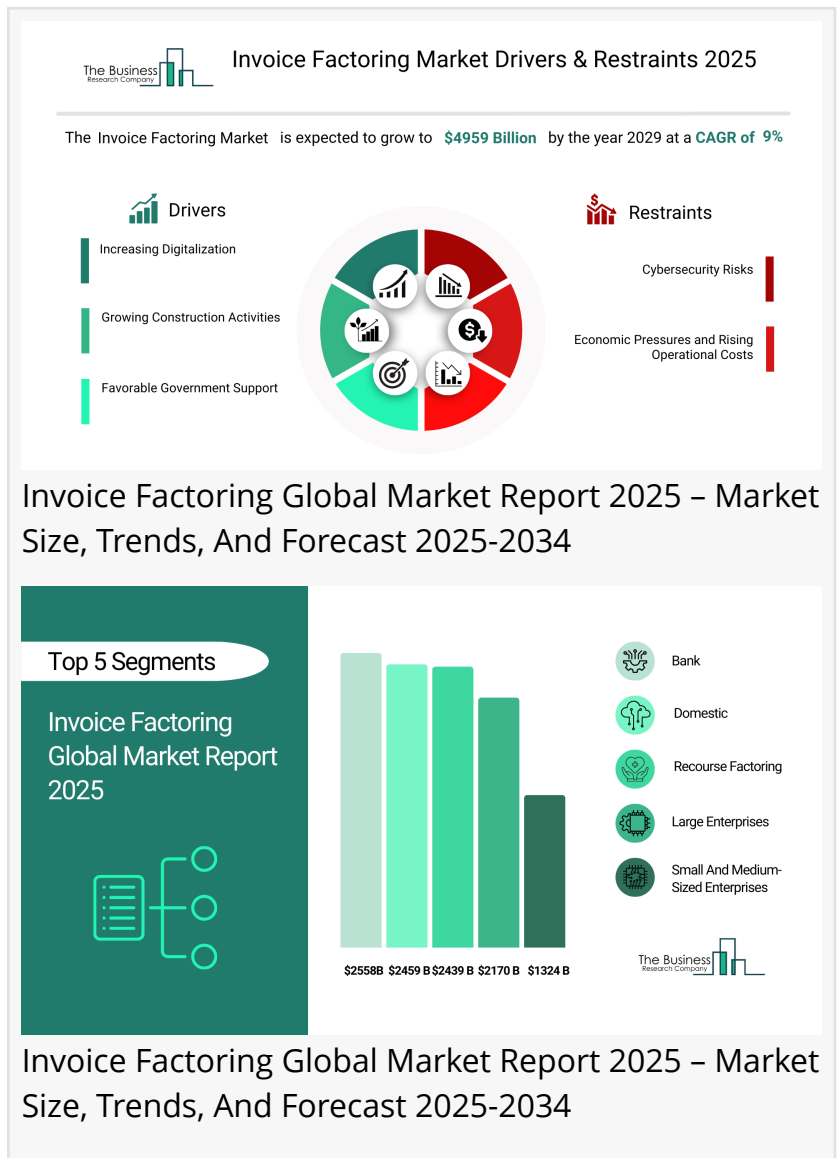 The Business
Research Company
Invoice Factoring Market Drivers & Restraints 2025
The Invoice Factoring Market is expected to grow to $4959 Billion by the year 2029 at a CAGR of 9%
Drivers
Increasing Digitalization
Growing Construction Activities
Favorable Government Support
Restraints
Cybersecurity Risks
Economic Pressures and Rising
Operational Costs
Invoice Factoring Global Market Report 2025 – Market
Size, Trends, And Forecast 2025-2034
Top 5 Segments
Invoice Factoring
Global Market Report
2025
$2558B $2459 B $2439 B $2170 B $1324 B
Bank
Domestic
Recourse Factoring
Large Enterprises
Small And Medium-
Sized Enterprises
The Business
Research Company
Invoice Factoring Global Market Report 2025 – Market
Size, Trends, And Forecast 2025-2034